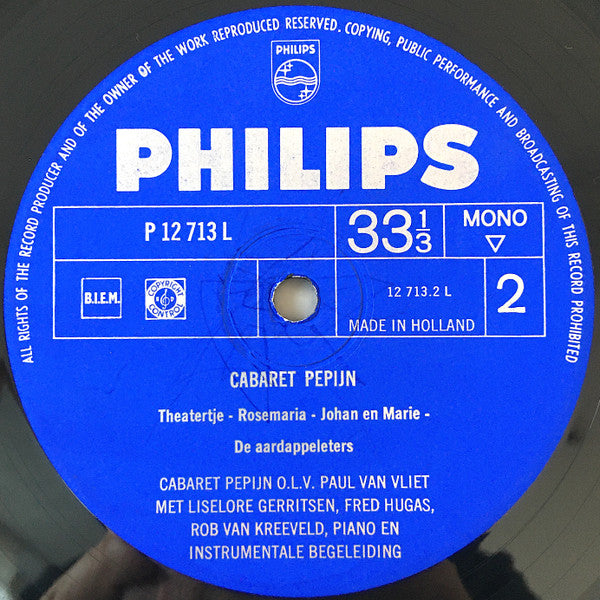 ALL RIGHTS OF THE RECORD PRODUCER AND OF THE OWNER OF THE WORK REPRODUCED RESERVED. COPYING, PUBLIC PERFORMANCE AND BROADCASTING OF THIS RECORD PROHIBITED
PHILIPS
PHILIPS
P 12 713 L
33 1/3
MONO
B.I.E.M.
COPYRIGHT CONTROL
12 713.2 L
2
MADE IN HOLLAND
CABARET PEPIJN
Theatertje - Rosemaria - Johan en Marie -
De aardappeleters
CABARET PEPIJN O.L.V. PAUL VAN VLIET
MET LISELORE GERRITSEN, FRED HUGAS,
ROB VAN KREEVELD, PIANO EN
INSTRUMENTALE BEGELEIDING